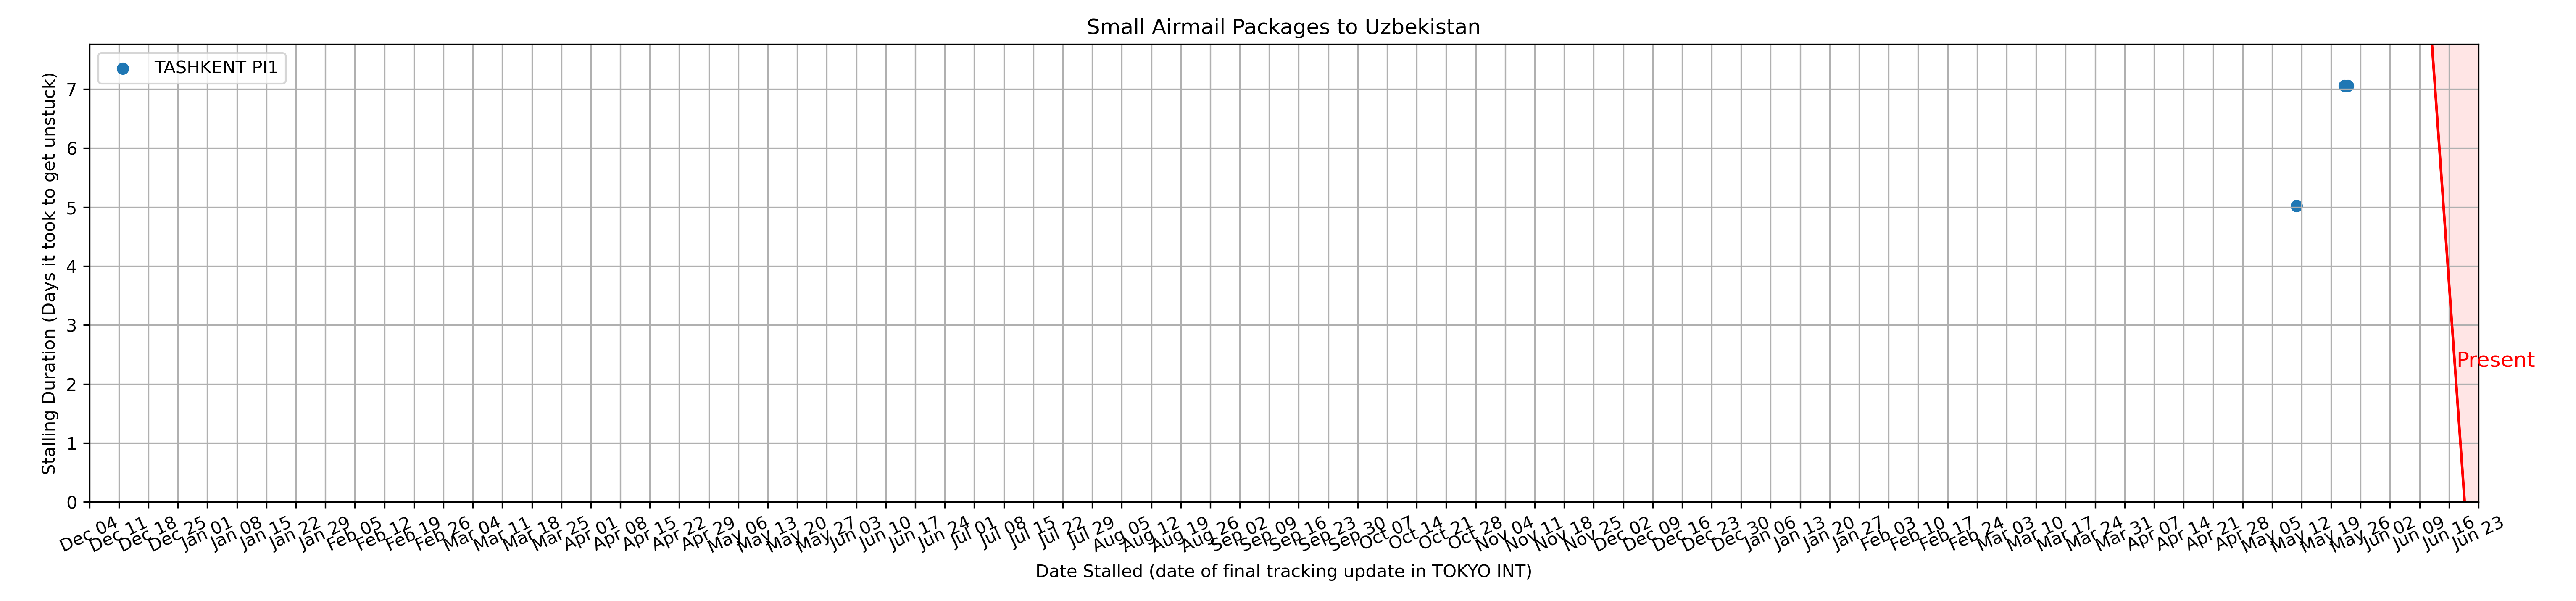 Small Airmail Packages to Uzbekistan
TASHKENT PI1
Stalling Duration (Days it took to get unstuck)
7
6
5
4
3
2
1
0
Present
Dec 04
Dec 11
Dec 18
Dec 25
Jan 01
Jan 08
Jan 15
Jan 22
Jan 29
Feb 05
Feb 12
Feb 19
Feb 26
Mar 04
Mar 11
Mar 18
Mar 25
Apr 01
Apr 08
Apr 15
Apr 22
Apr 29
May 06
May 13
May 20
May 27
Jun 03
Jun 10
Jun 17
Jun 24
Jul 01
Jul 08
Jul 15
Jul 22
Jul 29
Aug 05
Aug 12
Aug 19
Aug 26
Sep 02
Sep 09
Sep 16
Sep 23
Sep 30
Oct 07
Oct 14
Oct 21
Oct 28
Nov 04
Nov 11
Nov 18
Nov 25
Dec 02
Dec 09
Dec 16
Dec 23
Dec 30
Jan 06
Jan 13
Jan 20
Jan 27
Feb 03
Feb 10
Feb 17
Feb 24
Mar 03
Mar 10
Mar 17
Mar 24
Mar 31
Apr 07
Apr 14
Apr 21
Apr 28
May 05
May 12
May 19
May 26
Jun 02
Jun 09
Jun 16
Jun 23
Date Stalled (date of final tracking update in TOKYO INT)